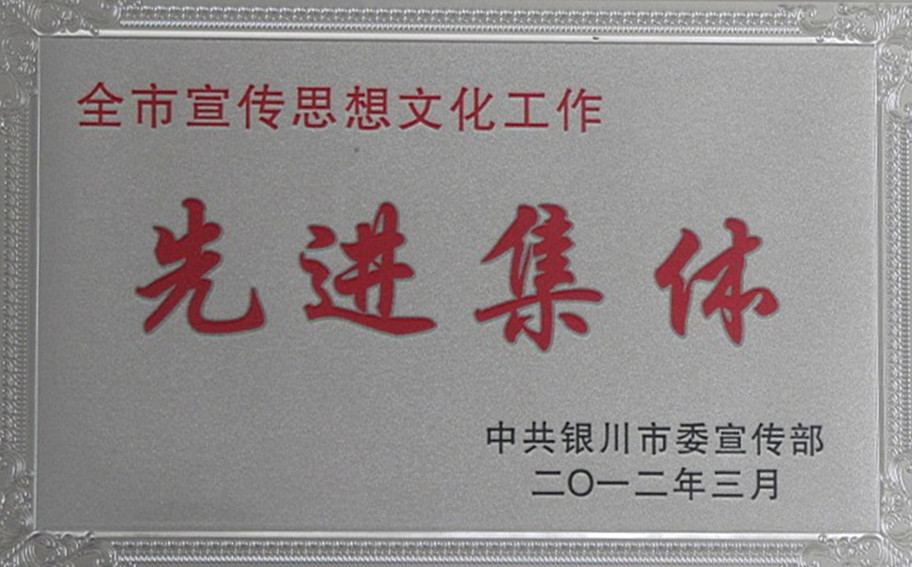 全市宣传思想文化工作
先进集体
中共银川市委宣传部
二〇一二年三月